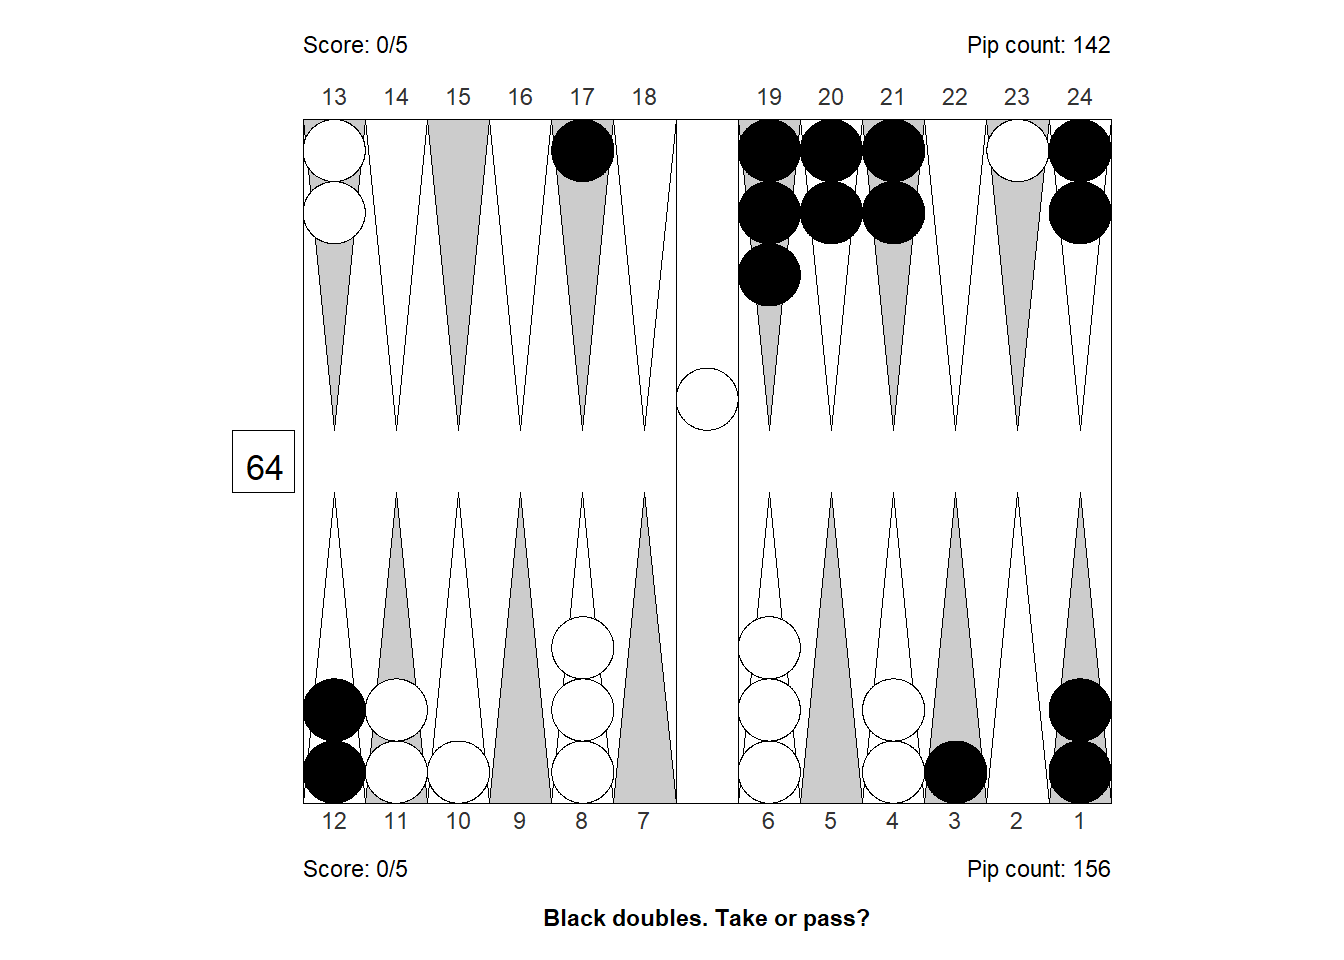 Score: 0/5 Pip count: 142
13 14 15 16 17 18 19 20 21 22 23 24
64
12 11 10 9 8 7 6 5 4 3 2 1
Score: 0/5 Pip count: 156
Black doubles. Take or pass?